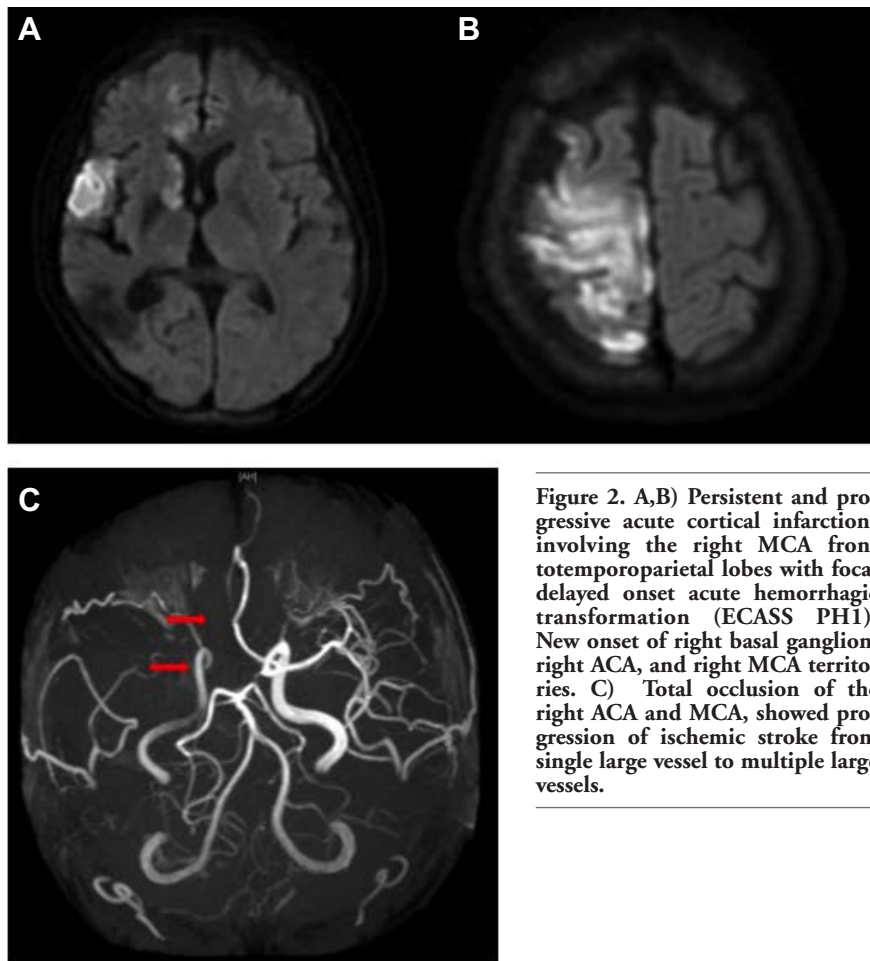 A
B
C
|AH|
Figure 2. A,B) Persistent and pro
gressive acute cortical infarction
involving the right MCA fron
totemporoparietal lobes with foca
delayed onset acute hemorrhagic
transformation (ECASS PH1)
New onset of right basal ganglion
right ACA, and right MCA territo
ries. C) Total occlusion of the
right ACA and MCA, showed pro
gression of ischemic stroke from
single large vessel to multiple large
vessels.